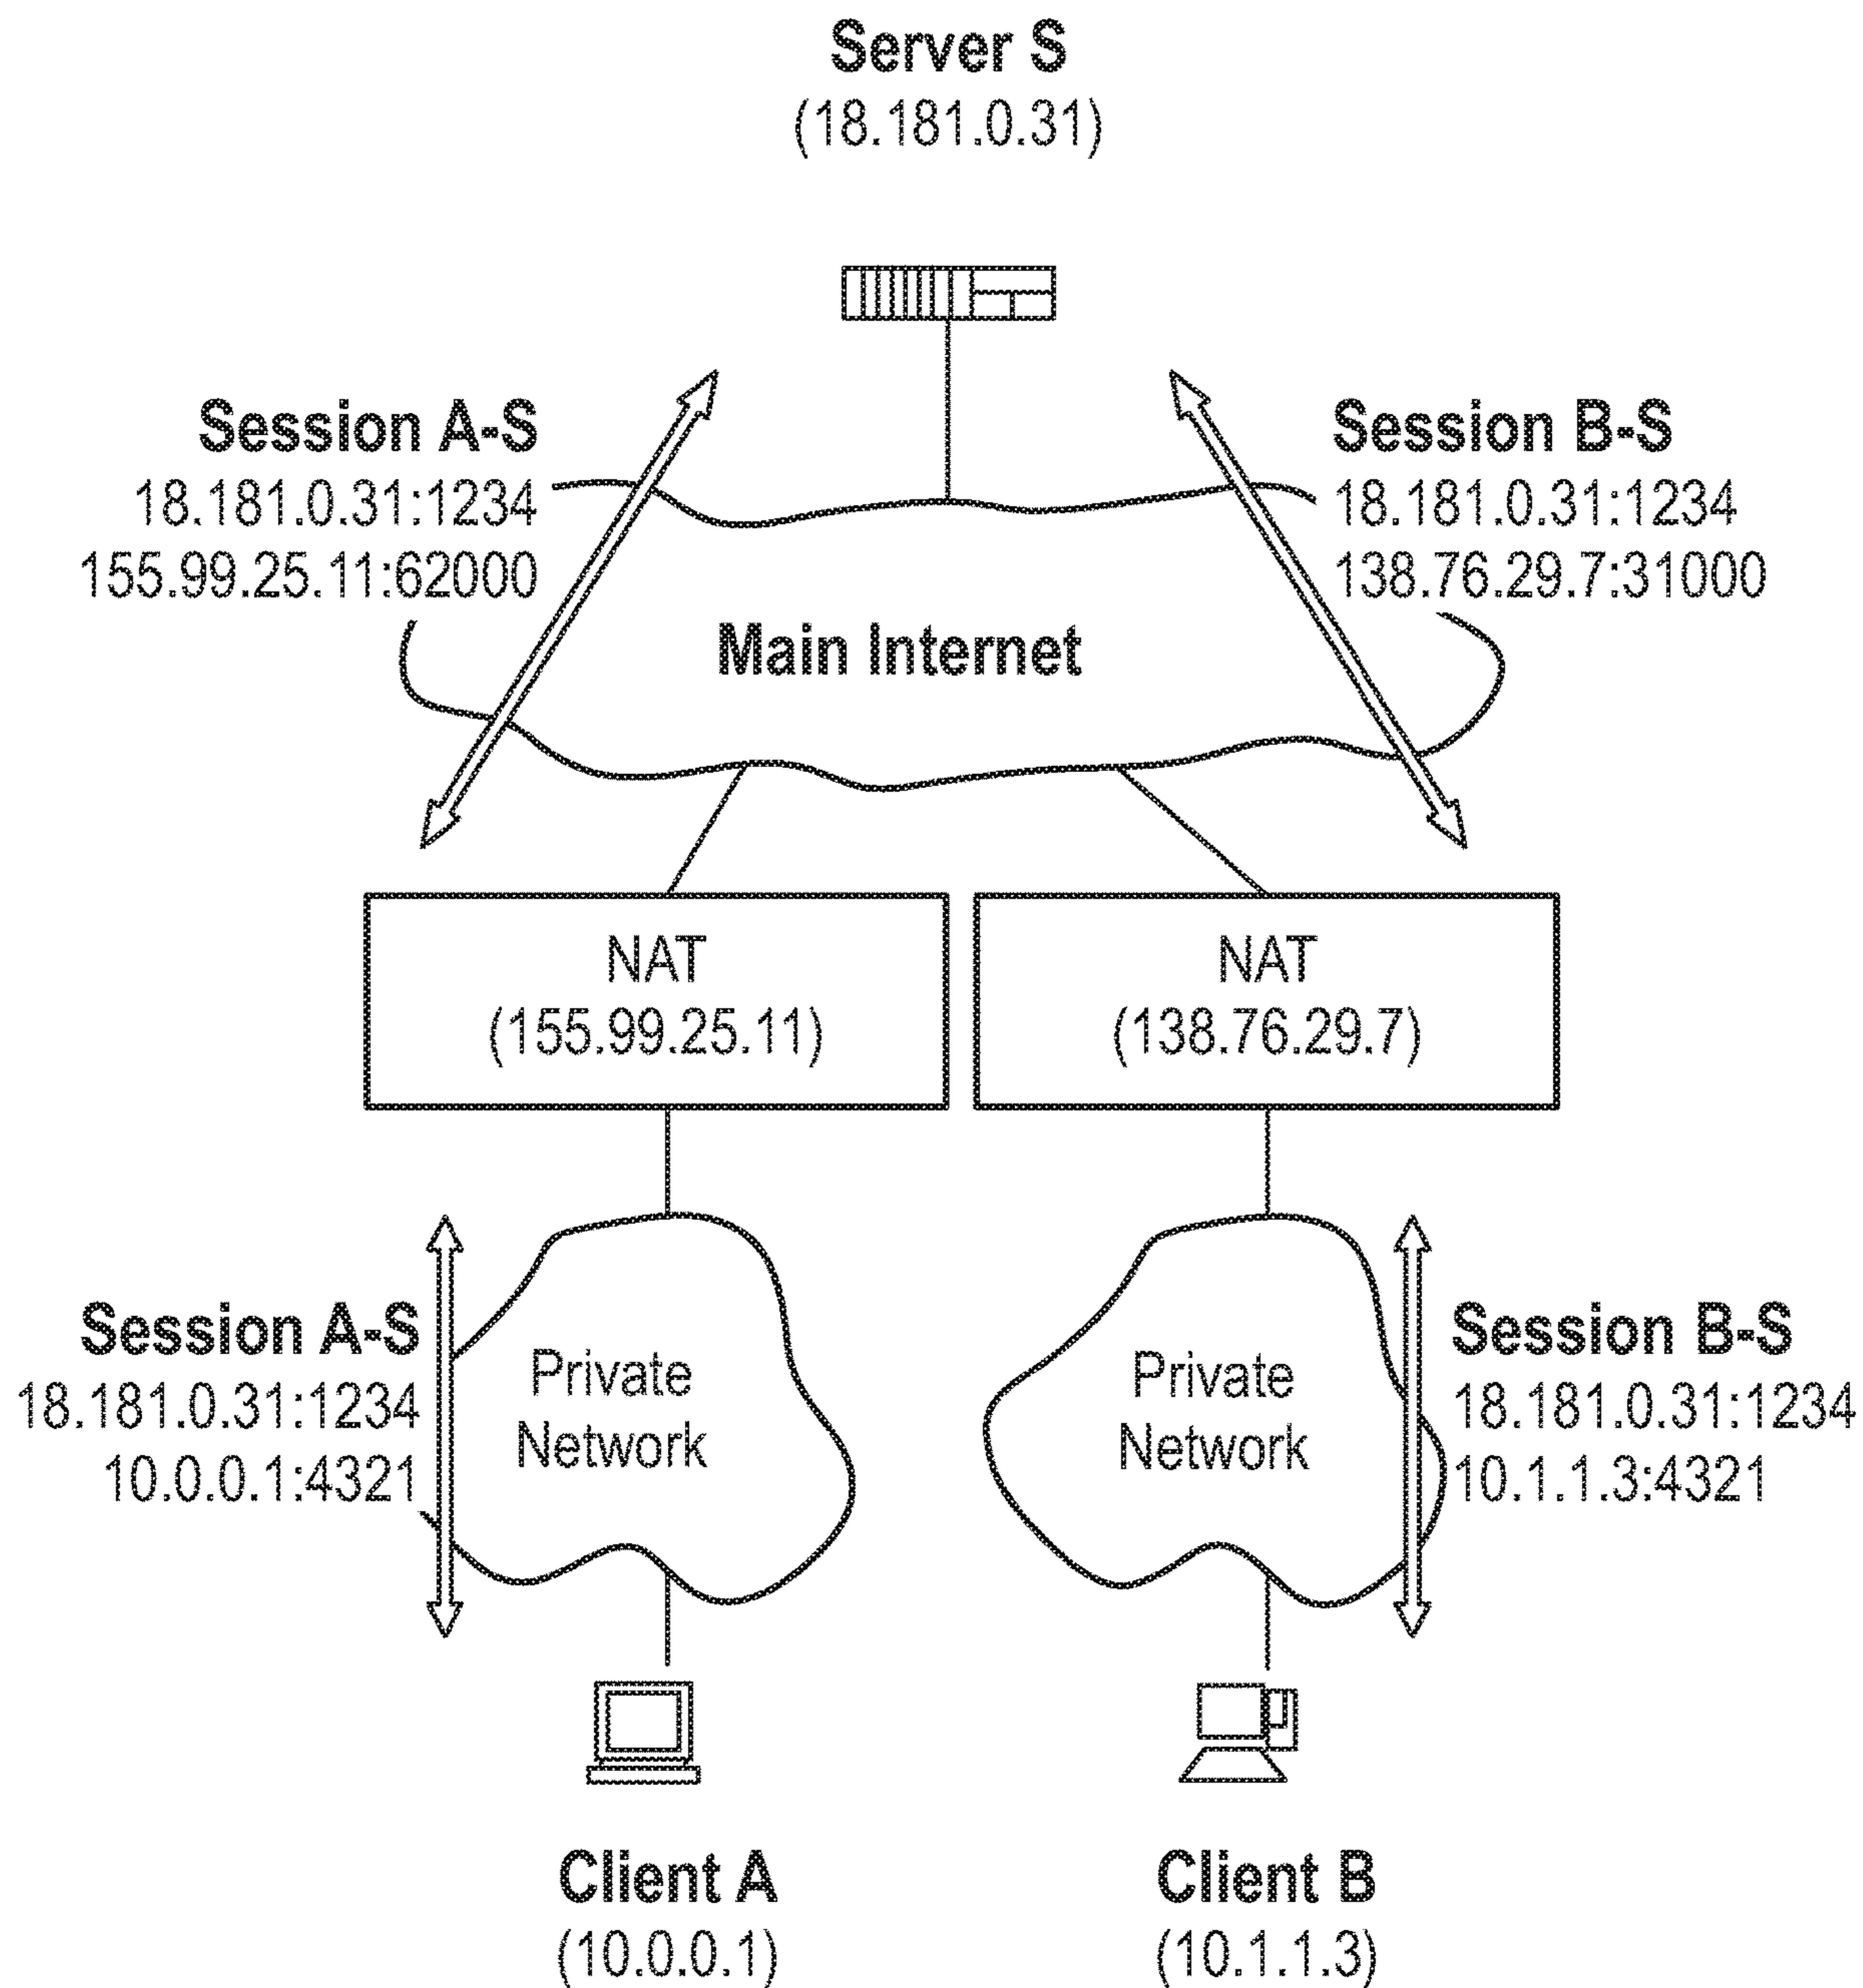 Server S
(18.181.0.31)
Session A-S
18.181.0.31:1234
155.99.25.11:62000
Session B-S
18.181.0.31:1234
138.76.29.7:31000
Main Internet
NAT
(155.99.25.11)
NAT
(138.76.29.7)
Session A-S
18.181.0.31:1234
10.0.0.1:4321
Private
Network
Private
Network
Session B-S
18.181.0.31:1234
10.1.1.3:4321
Client A
(10.0.0.1)
Client B
(10.1.1.3)